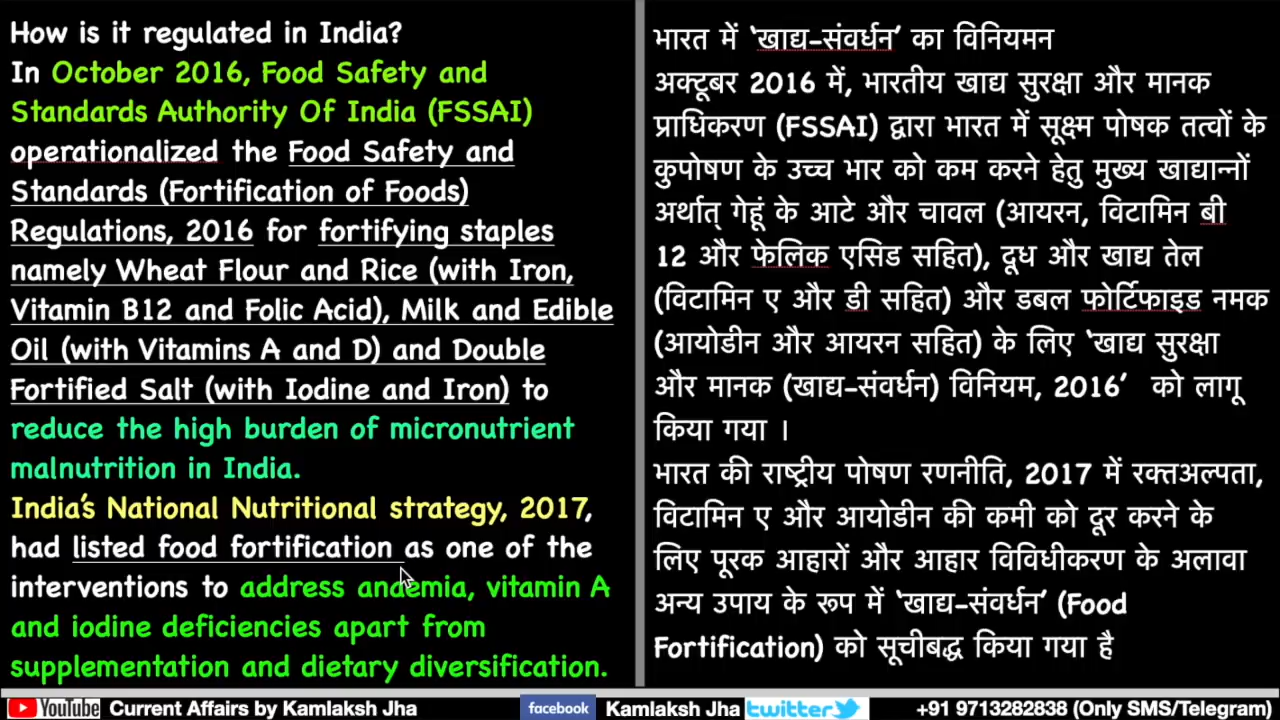 How is it regulated in India?
In October 2016, Food Safety and
Standards Authority Of India (FSSAI)
operationalized the Food Safety and
Standards (Fortification of Foods)
Regulations, 2016 for fortifying staples
namely Wheat Flour and Rice (with Iron,
Vitamin B12 and Folic Acid), Milk and Edible
Oil (with Vitamins A and D) and Double
Fortified Salt (with Iodine and Iron) to
reduce the high burden of micronutrient
malnutrition in India.
India's National Nutritional strategy, 2017,
had listed food fortification as one of the
interventions to address anaemia, vitamin A
and iodine deficiencies apart from
supplementation and dietary diversification.
भारत में ‘खाद्य-संवर्धन’ का विनियमन
अक्टूबर 2016 में, भारतीय खाद्य सुरक्षा और मानक
प्राधिकरण (FSSAI) द्वारा भारत में सूक्ष्म पोषक तत्वों के
कुपोषण के उच्च भार को कम करने हेतु मुख्य खाद्यान्नों
अर्थात् गेहूं के आटे और चावल (आयरन, विटामिन बी
12 और फेलिक एसिड सहित), दूध और खाद्य तेल
(विटामिन ए और डी सहित) और डबल फोर्टिफाइड नमक
(आयोडीन और आयरन सहित) के लिए ‘खाद्य सुरक्षा
और मानक (खाद्य-संवर्धन) विनियम, 2016’ को लागू
किया गया ।
भारत की राष्ट्रीय पोषण रणनीति, 2017 में रक्तअल्पता,
विटामिन ए और आयोडीन की कमी को दूर करने के
लिए पूरक आहारों और आहार विविधीकरण के अलावा
अन्य उपाय के रूप में ‘खाद्य-संवर्धन’ (Food
Fortification) को सूचीबद्ध किया गया है
YouTube Current Affairs by Kamlaksh Jha facebook Kamlaksh Jha twitter +91 9713282838 (Only SMS/Telegram)